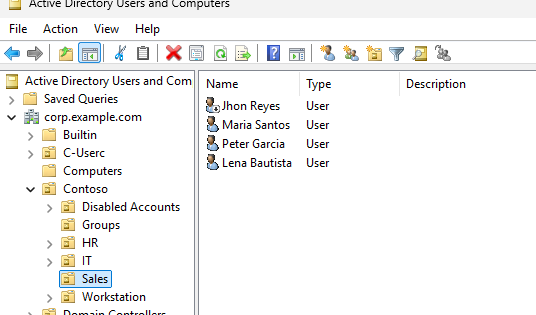 Active Directory Users and Computers
File Action View Help
Active Directory Users and Com
Saved Queries
corp.example.com
Builtin
C-Userc
Computers
Contoso
Disabled Accounts
Groups
HR
IT
Sales
Workstation
Domain Controllers
Name Type Description
Jhon Reyes User
Maria Santos User
Peter Garcia User
Lena Bautista User